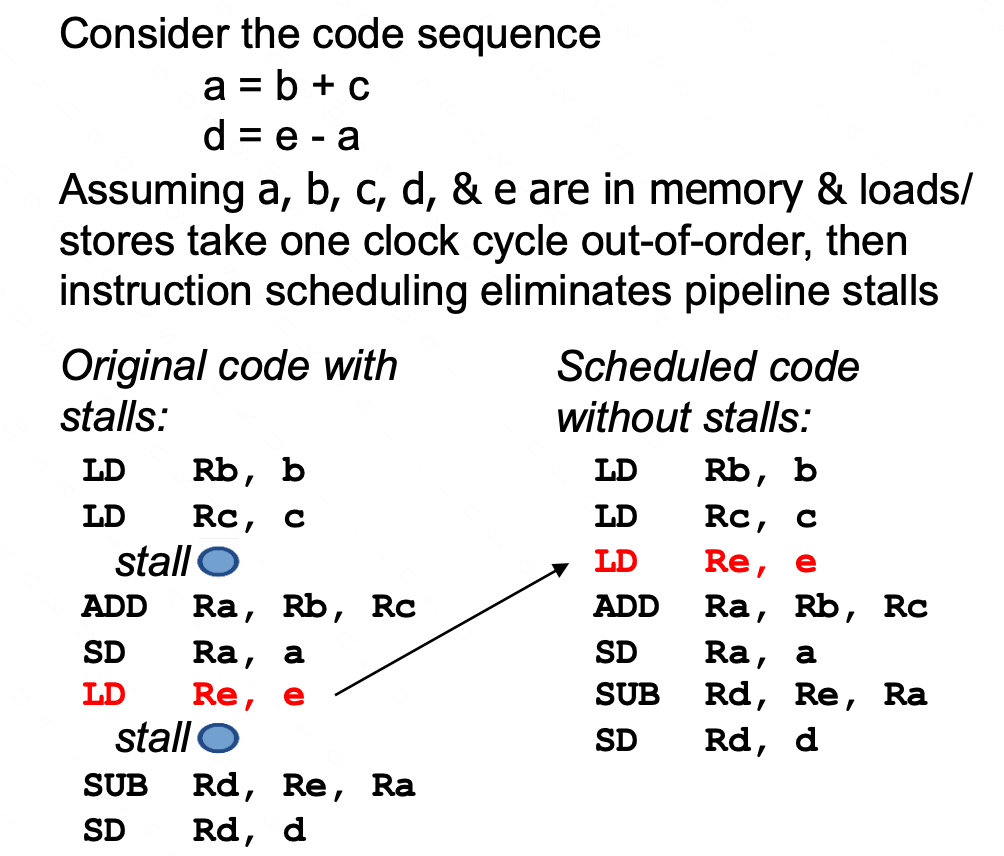 Consider the code sequence
a = b + c
d = e - a
Assuming a, b, c, d, & e are in memory & loads/
stores take one clock cycle out-of-order, then
instruction scheduling eliminates pipeline stalls
Original code with
stalls:
LD Rb, b
LD Rc, c
stall
ADD Ra, Rb, Rc
SD Ra, a
LD Re, e
stall
SUB Rd, Re, Ra
SD Rd, d
Scheduled code
without stalls:
LD Rb, b
LD Rc, c
LD Re, e
ADD Ra, Rb, Rc
SD Ra, a
SUB Rd, Re, Ra
SD Rd, d